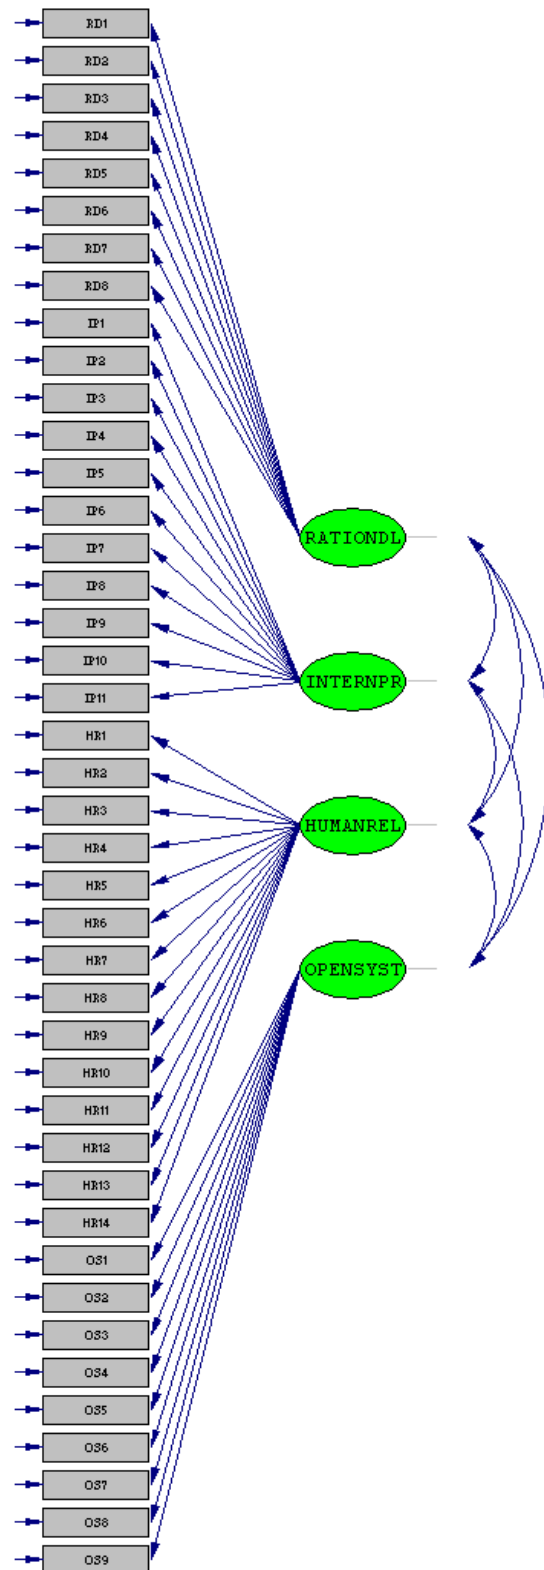 RD1
RD2
RD3
RD4
RD5
RD6
RD7
RD8
IP1
IP2
IP3
IP4
IP5
IP6
IP7
IP8
IP9
IP10
IP11
HR1
HR2
HR3
HR4
HR5
HR6
HR7
HR8
HR9
HR10
HR11
HR12
HR13
HR14
OS1
OS2
OS3
OS4
OS5
OS6
OS7
OS8
OS9
RATIONDL
INTERNPR
HUMANREL
OPENSYST